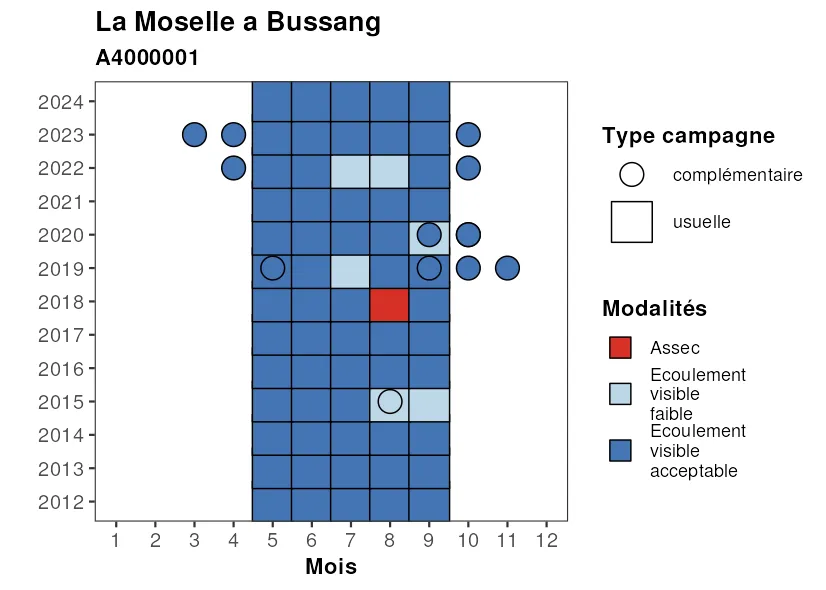 La Moselle a Bussang
A4000001
2024
2023
2022
2021
2020
2019
2018
2017
2016
2015
2014
2013
2012
1 2 3 4 5 6 7 8 9 10 11 12
Mois
Type campagne
complémentaire
usuelle
Modalités
Assec
Ecoulement
visible
faible
Ecoulement
visible
acceptable